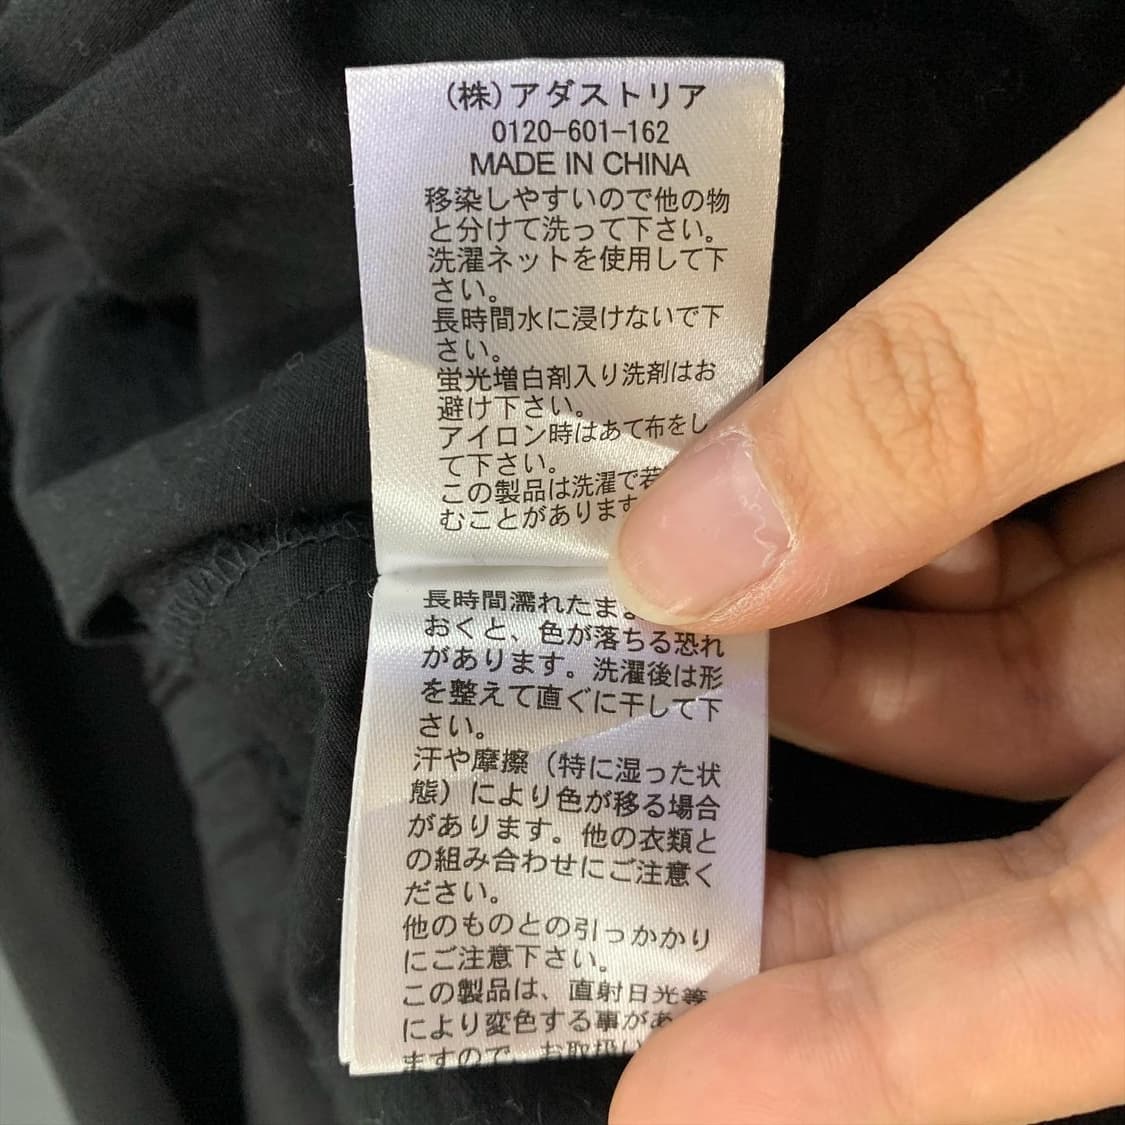 (株)アダストリア
0120-601-162
MADE IN CHINA
移染しやすいので他の物
と分けて洗って下さい。
洗濯ネットを使用して下
さい。
長時間水に浸けないで下
さい。
蛍光増白剤入り洗剤はお
避け下さい。
アイロン時はあて布をし
て下さい。
この製品は洗濯で若
むことがあります
長時間濡れたまま
おくと、色が落ちる恐れ
があります。洗濯後は形
を整えて直ぐに干して下
さい。
汗や摩擦（特に湿った状
態）により色が移る場合
があります。他の衣類と
の組み合わせにご注意く
ださい。
他のものとの引っかかり
にご注意下さい。
この製品は、直射日光等
により変色する事があ
ますので、お取扱い